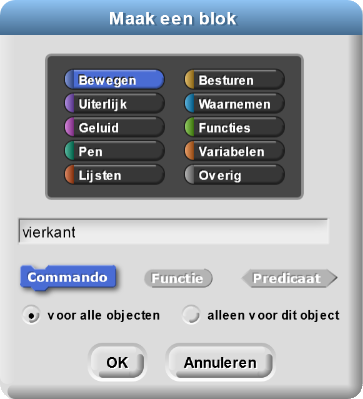 Maak een blok
Bewegen Besturen
Uiterlijk Waarnemen
Geluid Functies
Pen Variabelen
Lijsten Overig
vierkant
Commando Functie Predicaat
voor alle objecten alleen voor dit object
OK Annuleren